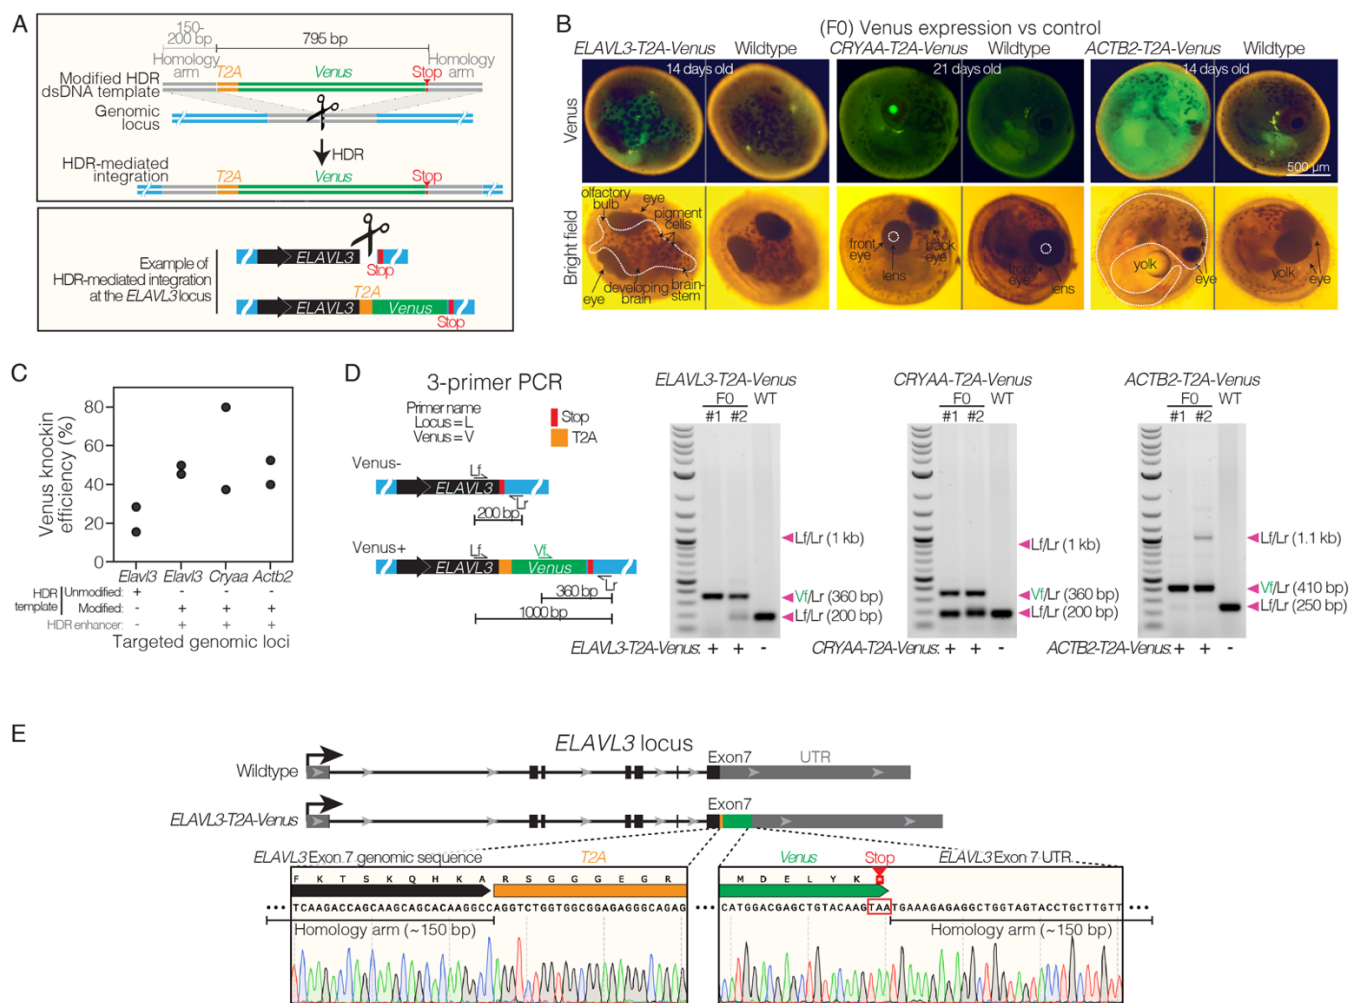 A
150-
200 bp
795 bp
Homology
arm
T2A
Venus
Stop
Homology
arm
Modified HDR
dsDNA template
Genomic
locus
HDR
HDR-mediated
integration
T2A
Venus
Stop
Example of
HDR-mediated integration
at the ELAVL3 locus
ELAVL3
Stop
T2A
ELAVL3
Venus
Stop
B
(F0) Venus expression vs control
ELAVL3-T2A-Venus
Wildtype
CRYAA-T2A-Venus
Wildtype
ACTB2-T2A-Venus
Wildtype
14 days old
21 days old
14 days old
Venus
500 µm
Bright field
olfactory
bulb
eye
pigment
cells
eye
developing
brain
brain-
stem
front
eye
lens
back
eye
front
eye
lens
yolk
eye
yolk
eye
C
Venus knockin
efficiency (%)
80
60
40
20
0
Elavl3 Elavl3 Cryaa Actb2
HDR
template
Unmodified: + - - -
Modified: - + + +
HDR enhancer: - + + +
Targeted genomic loci
D
3-primer PCR
Primer name
Locus = L
Venus = V
Stop
T2A
Venus-
Lf
ELAVL3
Lr
200 bp
Venus+
Lf
Vf
ELAVL3
Venus
Lr
360 bp
1000 bp
ELAVL3-T2A-Venus
F0 WT
#1 #2
Lf/Lr (1 kb)
Vf/Lr (360 bp)
Lf/Lr (200 bp)
ELAVL3-T2A-Venus: + + -
CRYAA-T2A-Venus
F0 WT
#1 #2
Lf/Lr (1 kb)
Vf/Lr (360 bp)
Lf/Lr (200 bp)
CRYAA-T2A-Venus: + + -
ACTB2-T2A-Venus
F0 WT
#1 #2
Lf/Lr (1.1 kb)
Vf/Lr (410 bp)
Lf/Lr (250 bp)
ACTB2-T2A-Venus: + + -
E
ELAVL3 locus
Wildtype
Exon7
UTR
ELAVL3-T2A-Venus
Exon7
ELAVL3 Exon 7 genomic sequence
T2A
F K T S K Q H K A R S G G G E G R
TCAAGACCAGCAAGCAGCACAAGGCCAGGTCTGGTGGCGGAGAGGGCAGAG
Homology arm (~150 bp)
Venus
Stop
ELAVL3 Exon 7 UTR
M D E L Y K
CATGGACGAGCTGTACAAGTAATGAAAGAGAGGCTGGTAGTACCTGCTTGTT
Homology arm (~150 bp)